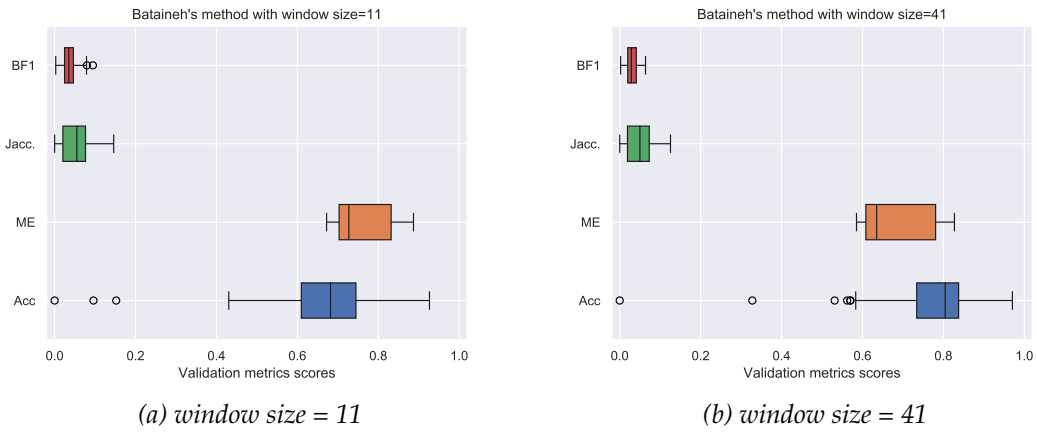 Bataineh's method with window size=11
BF1
Jacc.
ME
Acc
0.0 0.2 0.4 0.6 0.8 1.0
Validation metrics scores
(a) window size = 11
Bataineh's method with window size=41
BF1
Jacc.
ME
Acc
0.0 0.2 0.4 0.6 0.8 1.0
Validation metrics scores
(b) window size = 41